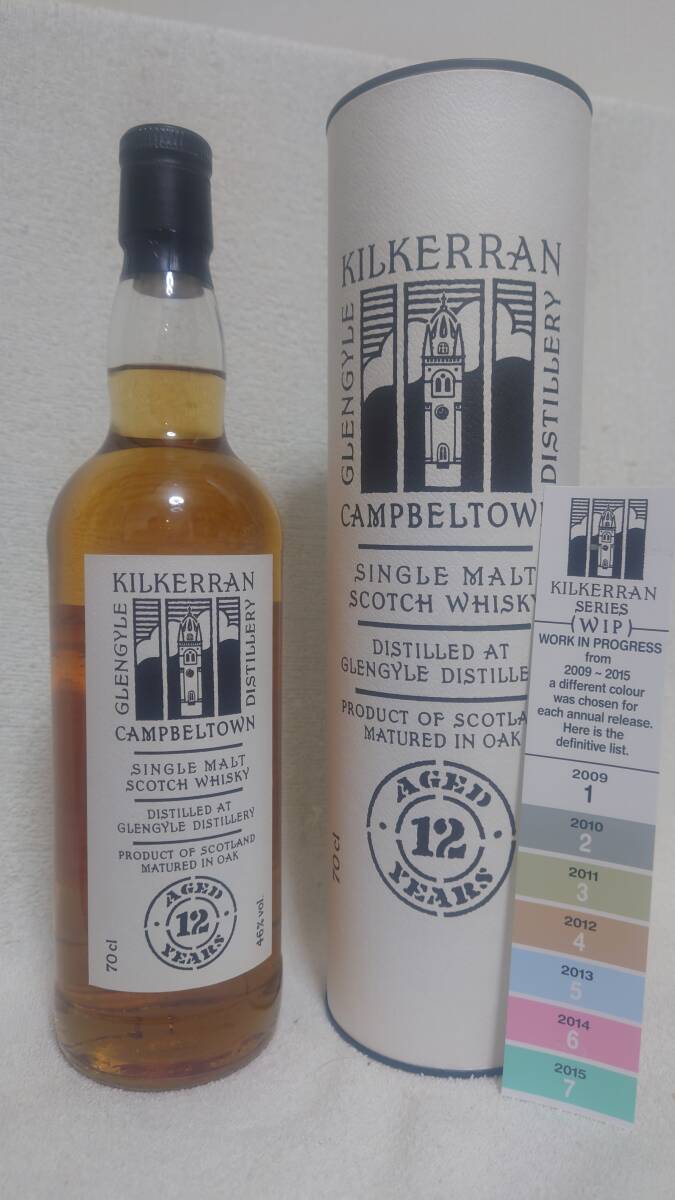 KILKERRAN
GLENGYLE
DISTILLERY
CAMPBELTOWN
SINGLE MALT
SCOTCH WHISKY
DISTILLED AT
GLENGYLE DISTILLERY
PRODUCT OF SCOTLAND
MATURED IN OAK
AGED
12
YEARS
70cl
46% vol.
KILKERRAN
GLENGYLE
DISTILLERY
CAMPBELTOW
SINGLE MALT
SCOTCH WHISKY
DISTILLED AT
GLENGYLE DISTILLE
PRODUCT OF SCOTLA
MATURED IN OAK
AGED
12
YEARS
70cl
KILKERRAN
SERIES
(WIP)
WORK IN PROGRESS
from
2009 ~ 2015
a different colour
was chosen for
each annual release.
Here is the
definitive list.
2009
1
2010
2
2011
3
2012
4
2013
5
2014
6
2015
7